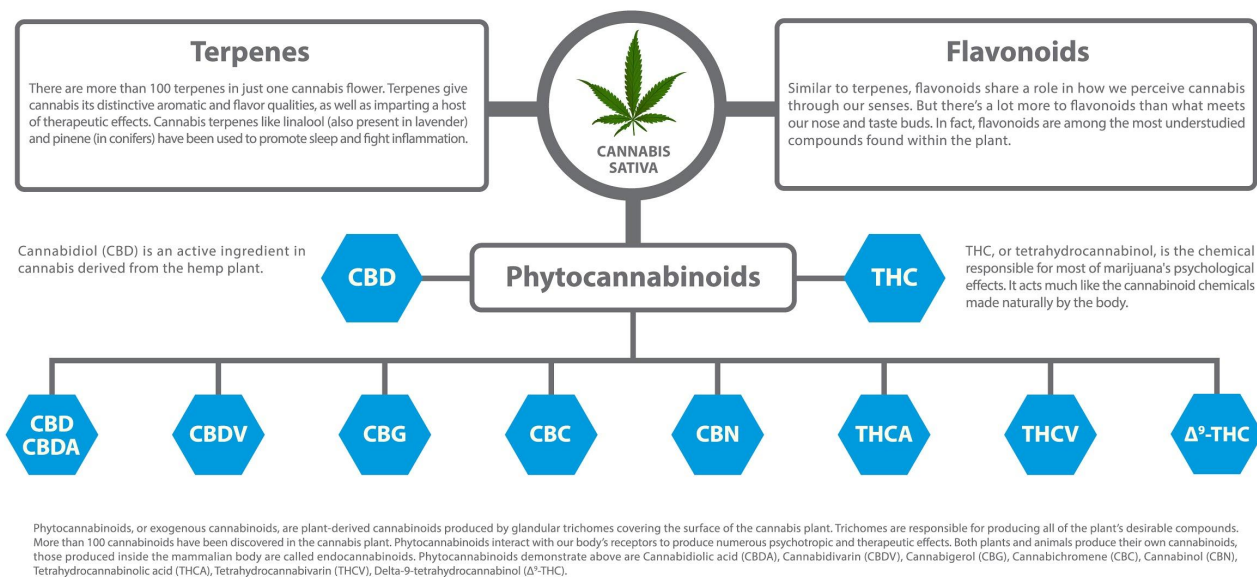 Terpenes
There are more than 100 terpenes in just one cannabis flower. Terpenes give
cannabis its distinctive aromatic and flavor qualities, as well as imparting a host
of therapeutic effects. Cannabis terpenes like linalool (also present in lavender)
and pinene (in conifers) have been used to promote sleep and fight inflammation.
CANNABIS
SATIVA
Flavonoids
Similar to terpenes, flavonoids share a role in how we perceive cannabis
through our senses. But there's a lot more to flavonoids than what meets
our nose and taste buds. In fact, flavonoids are among the most understudied
compounds found within the plant.
Cannabidiol (CBD) is an active ingredient in
cannabis derived from the hemp plant.
CBD
Phytocannabinoids
THC
THC, or tetrahydrocannabinol, is the chemical
responsible for most of marijuana's psychological
effects. It acts much like the cannabinoid chemicals
made naturally by the body.
CBD
CBDA
CBDV
CBG
CBC
CBN
THCA
THCV
Δ⁹-THC
Phytocannabinoids, or exogenous cannabinoids, are plant-derived cannabinoids produced by glandular trichomes covering the surface of the cannabis plant. Trichomes are responsible for producing all of the plant's desirable compounds.
More than 100 cannabinoids have been discovered in the cannabis plant. Phytocannabinoids interact with our body's receptors to produce numerous psychotropic and therapeutic effects. Both plants and animals produce their own cannabinoids,
those produced inside the mammalian body are called endocannabinoids. Phytocannabinoids demonstrate above are Cannabidiolic acid (CBDA), Cannabidivarin (CBDV), Cannabigerol (CBG), Cannabichromene (CBC), Cannabinol (CBN),
Tetrahydrocannabinolic acid (THCA), Tetrahydrocannabivarin (THCV), Delta-9-tetrahydrocannabinol (Δ⁹-THC).